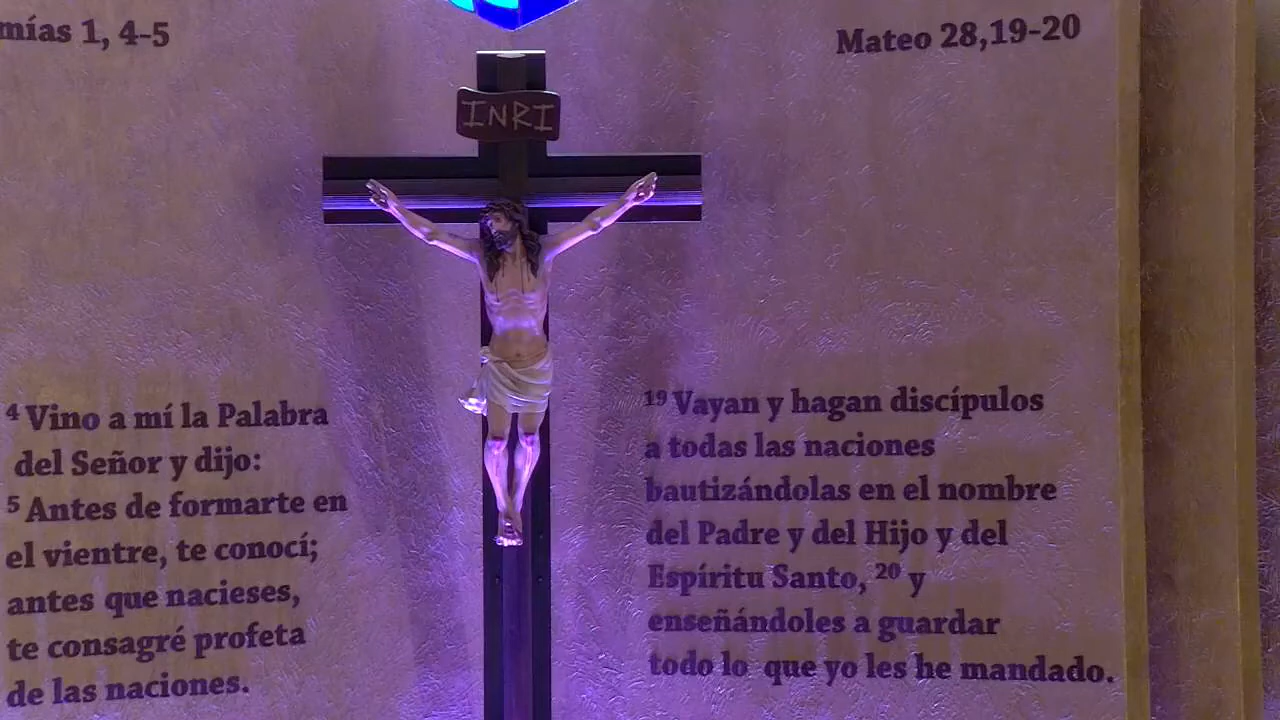 mías 1, 4-5
Mateo 28,19-20
INRI
4 Vino a mí la Palabra
del Señor y dijo:
5 Antes de formarte en
el vientre, te conocí;
antes que nacieses,
te consagré profeta
de las naciones.
19 Vayan y hagan discípulos
a todas las naciones
bautizándolas en el nombre
del Padre y del Hijo y del
Espíritu Santo, 20 y
enseñándoles a guardar
todo lo que yo les he mandado.